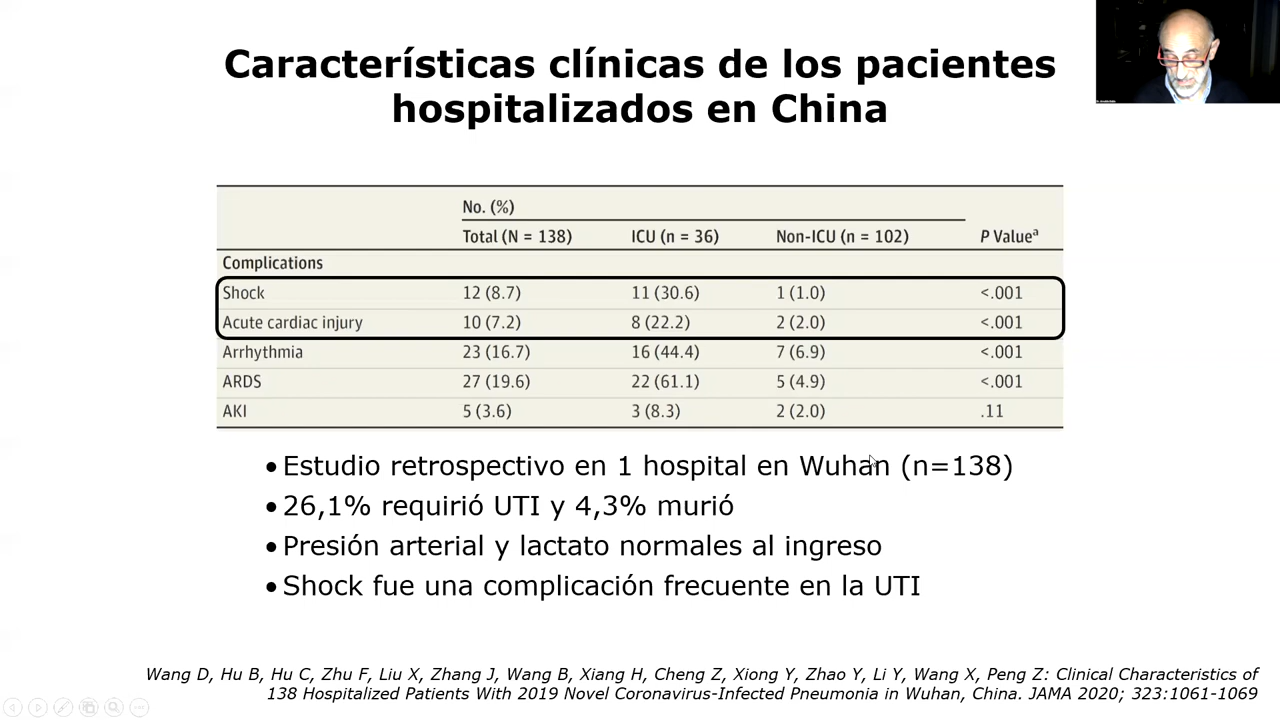 Características clínicas de los pacientes
hospitalizados en China
No. (%)
Total (N = 138) ICU (n = 36) Non-ICU (n = 102) P Valueᵃ
Complications
Shock 12 (8.7) 11 (30.6) 1 (1.0) <.001
Acute cardiac injury 10 (7.2) 8 (22.2) 2 (2.0) <.001
Arrhythmia 23 (16.7) 16 (44.4) 7 (6.9) <.001
ARDS 27 (19.6) 22 (61.1) 5 (4.9) <.001
AKI 5 (3.6) 3 (8.3) 2 (2.0) .11
•Estudio retrospectivo en 1 hospital en Wuhan (n=138)
•26,1% requirió UTI y 4,3% murió
•Presión arterial y lactato normales al ingreso
•Shock fue una complicación frecuente en la UTI
Wang D, Hu B, Hu C, Zhu F, Liu X, Zhang J, Wang B, Xiang H, Cheng Z, Xiong Y, Zhao Y, Li Y, Wang X, Peng Z: Clinical Characteristics of
138 Hospitalized Patients With 2019 Novel Coronavirus-Infected Pneumonia in Wuhan, China. JAMA 2020; 323:1061-1069